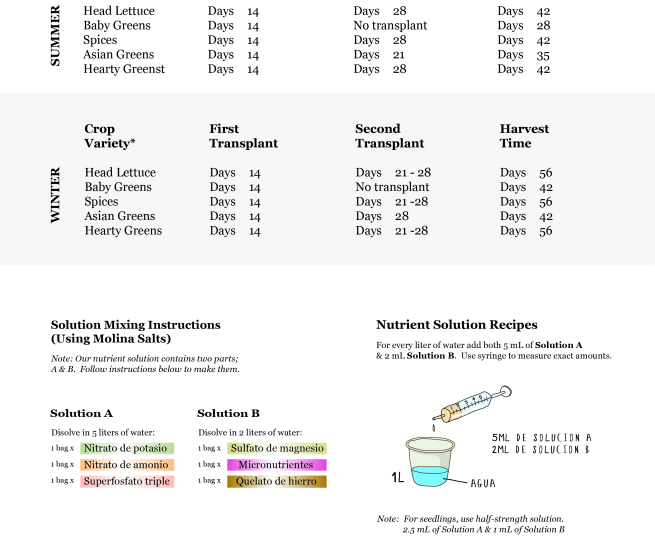 SUMMER
Head Lettuce Days 14 Days 28 Days 42
Baby Greens Days 14 No transplant Days 28
Spices Days 14 Days 28 Days 42
Asian Greens Days 14 Days 21 Days 35
Hearty Greenst Days 14 Days 28 Days 42
Crop Variety* First Transplant Second Transplant Harvest Time
WINTER
Head Lettuce Days 14 Days 21 - 28 Days 56
Baby Greens Days 14 No transplant Days 42
Spices Days 14 Days 21 -28 Days 56
Asian Greens Days 14 Days 28 Days 42
Hearty Greens Days 14 Days 21 -28 Days 56
Solution Mixing Instructions
(Using Molina Salts)
Note: Our nutrient solution contains two parts;
A & B. Follow instructions below to make them.
Solution A
Disolve in 5 liters of water:
1 bag x Nitrato de potasio
1 bag x Nitrato de amonio
1 bag x Superfosfato triple
Solution B
Disolve in 2 liters of water:
1 bag x Sulfato de magnesio
1 bag x Micronutrientes
1 bag x Quelato de hierro
Nutrient Solution Recipes
For every liter of water add both 5 mL of Solution A
& 2 mL Solution B. Use syringe to measure exact amounts.
5ML DE SOLUCION A
2ML DE SOLUCION B
1L
AGUA
Note: For seedlings, use half-strength solution.
2.5 mL of Solution A & 1 mL of Solution B